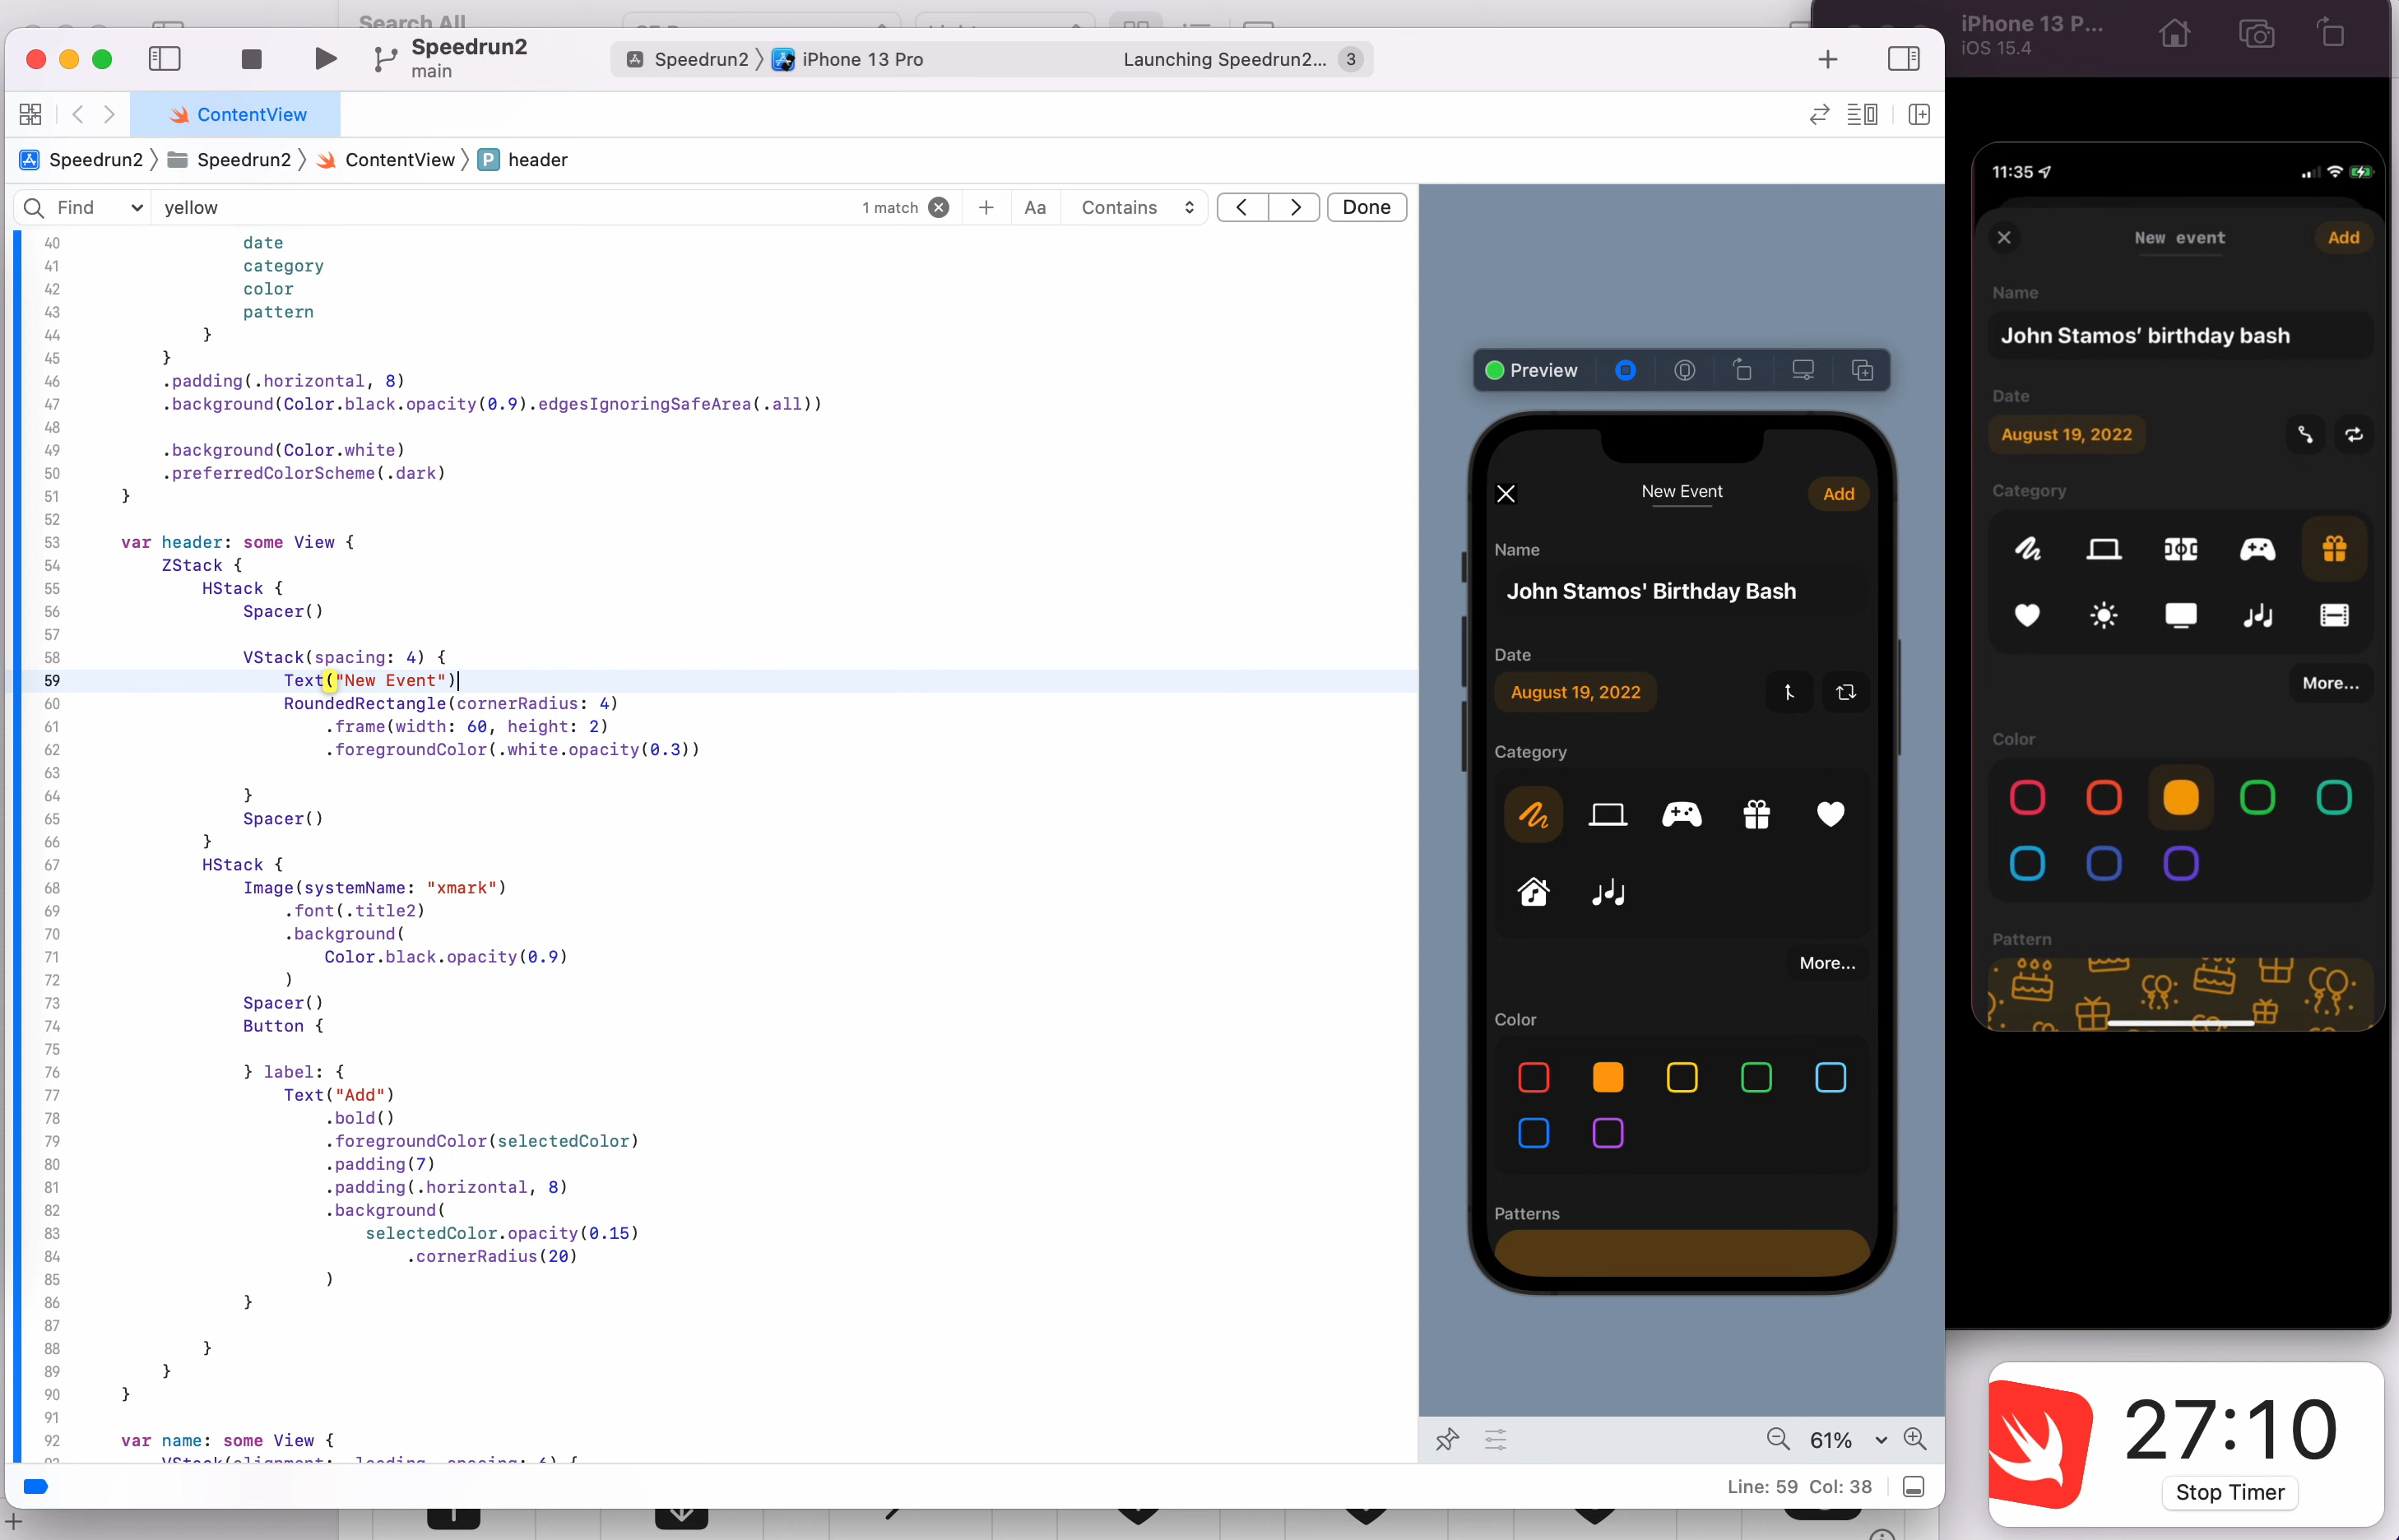 Search All
Speedrun2
main
Speedrun2 〉 iPhone 13 Pro
Launching Speedrun2... 3
ContentView
Speedrun2 〉 Speedrun2 〉 ContentView 〉 P header
Find
yellow
1 match
Aa
Contains
Done
40 date
41 category
42 color
43 pattern
44 }
45 }
46 .padding(.horizontal, 8)
47 .background(Color.black.opacity(0.9).edgesIgnoringSafeArea(.all))
48
49 .background(Color.white)
50 .preferredColorScheme(.dark)
51 }
52
53 var header: some View {
54 ZStack {
55 HStack {
56 Spacer()
57
58 VStack(spacing: 4) {
59 Text("New Event")
60 RoundedRectangle(cornerRadius: 4)
61 .frame(width: 60, height: 2)
62 .foregroundColor(.white.opacity(0.3))
63
64 }
65 Spacer()
66 }
67 HStack {
68 Image(systemName: "xmark")
69 .font(.title2)
70 .background(
71 Color.black.opacity(0.9)
72 )
73 Spacer()
74 Button {
75
76 } label: {
77 Text("Add")
78 .bold()
79 .foregroundColor(selectedColor)
80 .padding(7)
81 .padding(.horizontal, 8)
82 .background(
83 selectedColor.opacity(0.15)
84 .cornerRadius(20)
85 )
86 }
87
88 }
89 }
90 }
91
92 var name: some View {
Preview
New Event
Add
Name
John Stamos' Birthday Bash
Date
August 19, 2022
Category
More...
Color
Patterns
61%
Line: 59 Col: 38
iPhone 13 P...
iOS 15.4
11:35
New event
Add
Name
John Stamos' birthday bash
Date
August 19, 2022
Category
More...
Color
Pattern
27:10
Stop Timer